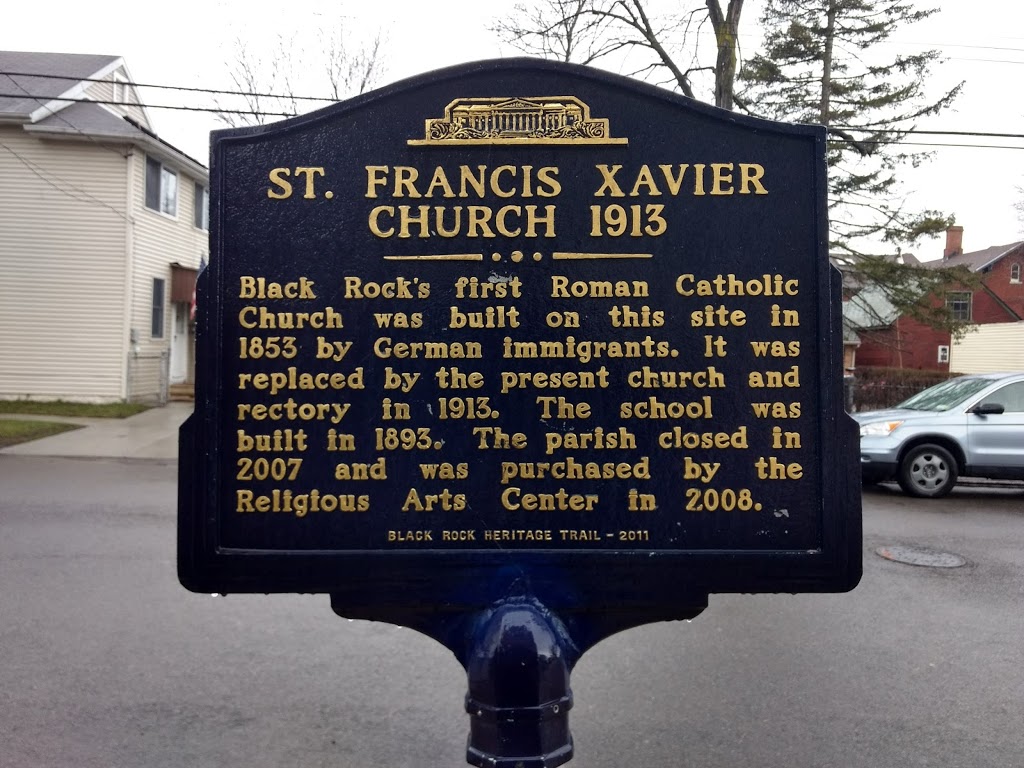 ST. FRANCIS XAVIER
CHURCH 1913
Black Rock's first Roman Catholic
Church was built on this site in
1853 by German immigrants. It was
replaced by the present church and
rectory in 1913. The school was
built in 1893. The parish closed in
2007 and was purchased by the
Religious Arts Center in 2008.
BLACK ROCK HERITAGE TRAIL - 2011